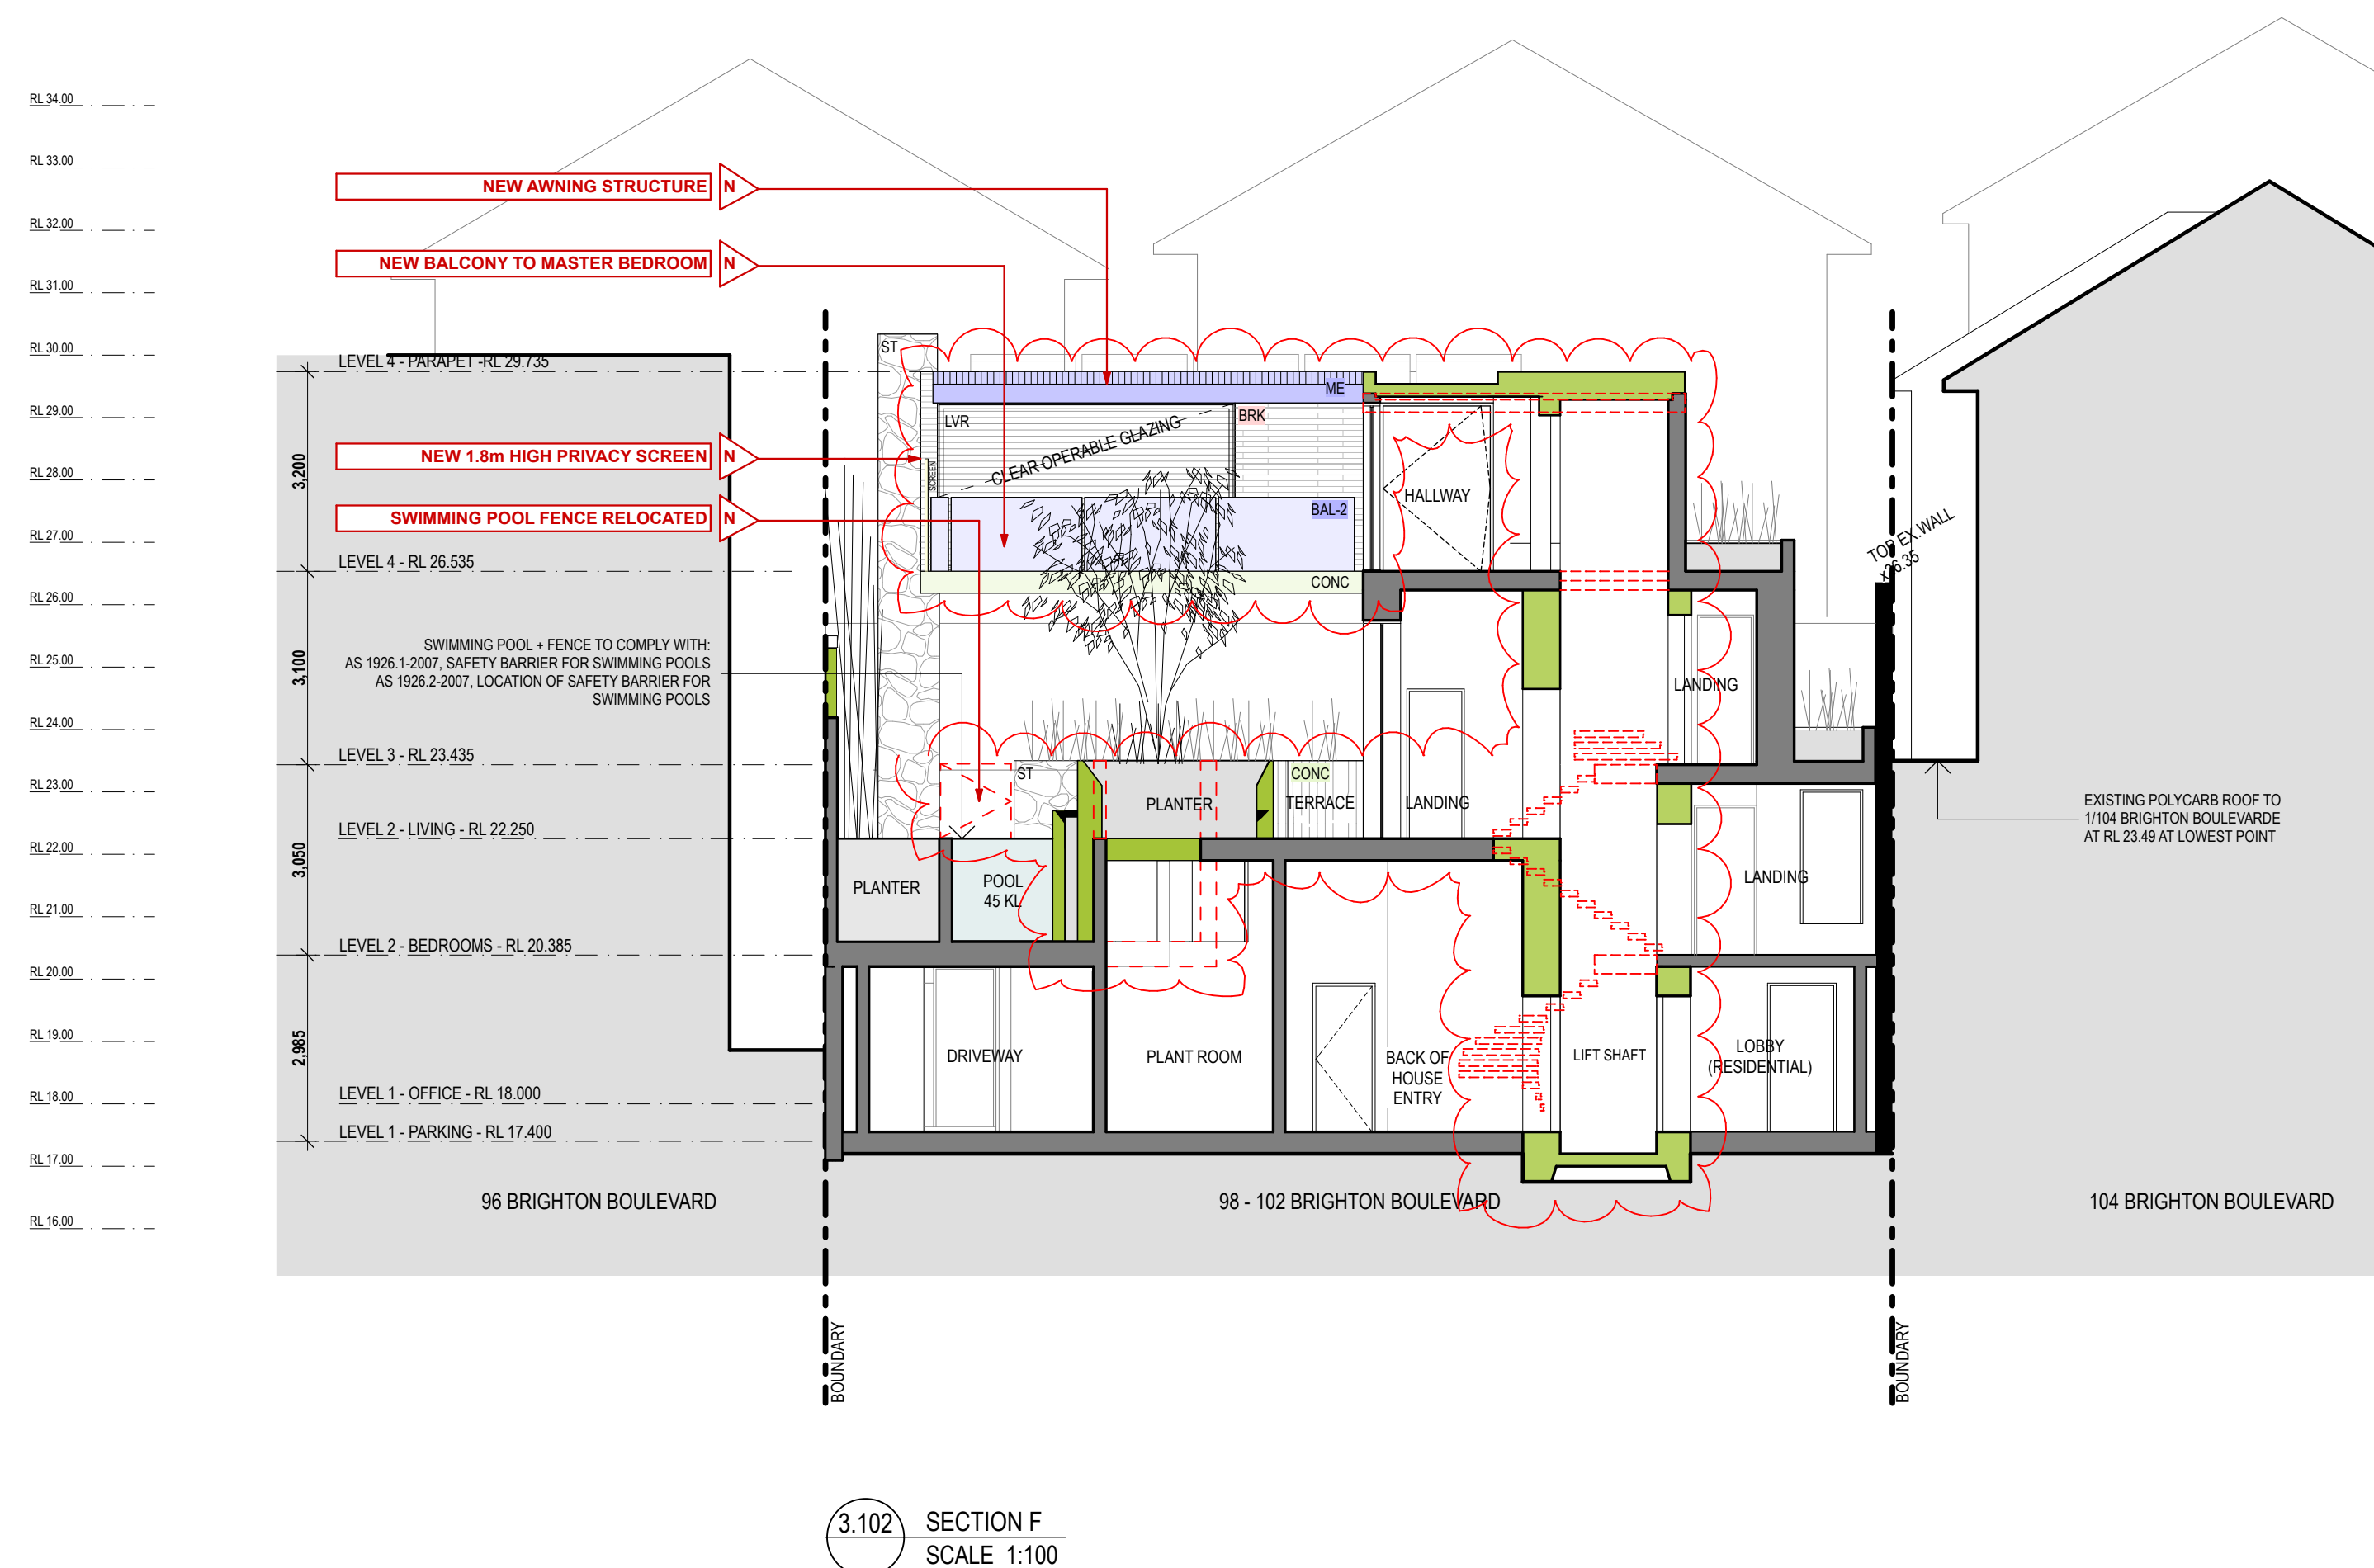 RL 34.00
RL 33.00
RL 32.00
RL 31.00
RL 30.00
RL 29.00
RL 28.00
RL 27.00
RL 26.00
RL 25.00
RL 24.00
RL 23.00
RL 22.00
RL 21.00
RL 20.00
RL 19.00
RL 18.00
RL 17.00
RL 16.00
NEW AWNING STRUCTURE N
NEW BALCONY TO MASTER BEDROOM N
LEVEL 4 - PARAPET -RL 29.735
3,200
NEW 1.8m HIGH PRIVACY SCREEN N
SWIMMING POOL FENCE RELOCATED N
LEVEL 4 - RL 26.535
3,100
SWIMMING POOL + FENCE TO COMPLY WITH:
AS 1926.1-2007, SAFETY BARRIER FOR SWIMMING POOLS
AS 1926.2-2007, LOCATION OF SAFETY BARRIER FOR
SWIMMING POOLS
LEVEL 3 - RL 23.435
LEVEL 2 - LIVING - RL 22.250
3,050
LEVEL 2 - BEDROOMS - RL 20.385
2,985
LEVEL 1 - OFFICE - RL 18.000
LEVEL 1 - PARKING - RL 17.400
ST
ME
LVR
BRK
CLEAR OPERABLE GLAZING
SCREEN
BAL-2
HALLWAY
CONC
TOP EX.WALL
x26.35
LANDING
ST
CONC
PLANTER
TERRACE
LANDING
EXISTING POLYCARB ROOF TO
1/104 BRIGHTON BOULEVARDE
AT RL 23.49 AT LOWEST POINT
PLANTER
POOL
45 KL
LANDING
DRIVEWAY
PLANT ROOM
BACK OF
HOUSE
ENTRY
LIFT SHAFT
LOBBY
(RESIDENTIAL)
96 BRIGHTON BOULEVARD
98 - 102 BRIGHTON BOULEVARD
104 BRIGHTON BOULEVARD
BOUNDARY
BOUNDARY
3.102
SECTION F
SCALE 1:100